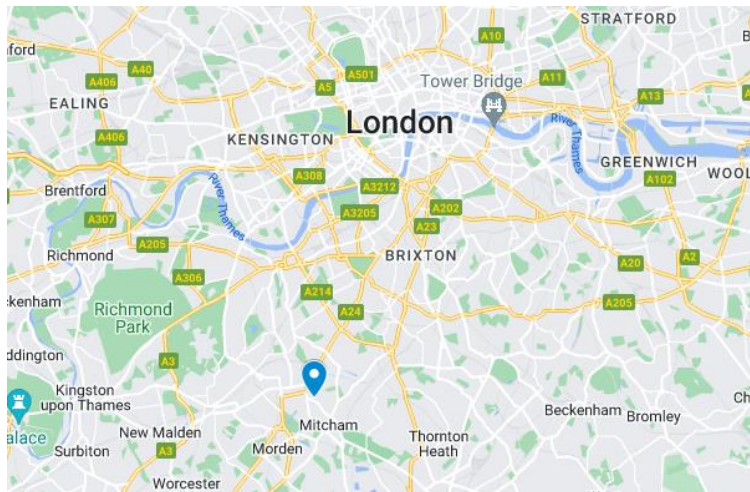 STRATFORD
A10
ford
A40
A501
A406
A5
Tower Bridge
A11
A13
EALING
London
A406
KENSINGTON
River Thames
GREENWICH
A308
A3212
A102
WOOL
Brentford
River Thames
A307
A3205
A202
A205
A23
Richmond
BRIXTON
A2
A20
A306
ckenham
A214
A205
Richmond
Park
A24
ddington
A3
Kingston
upon Thames
Ch
Beckenham
Bromley
alace
New Malden
Mitcham
Thornton
Heath
Surbiton
A3
Morden
Worcester